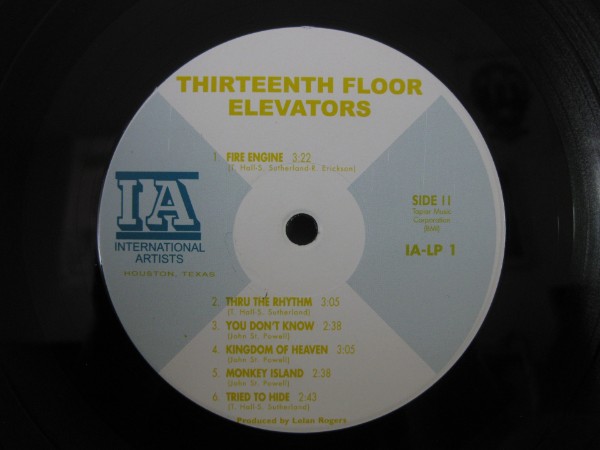 THIRTEENTH FLOOR
ELEVATORS
1. FIRE ENGINE 3:22
(T. Hall-S. Sutherland-R. Erickson)
IA
INTERNATIONAL
ARTISTS
HOUSTON, TEXAS
SIDE II
Tapier Music
Corporation
(BMI)
IA-LP 1
2. THRU THE RHYTHM 3:05
(T. Hall-S. Sutherland)
3. YOU DON'T KNOW 2:38
(John St. Powell)
4. KINGDOM OF HEAVEN 3:05
(John St. Powell)
5. MONKEY ISLAND 2:38
(John St. Powell)
6. TRIED TO HIDE 2:43
(T. Hall-S. Sutherland)
Produced by Lelan Rogers